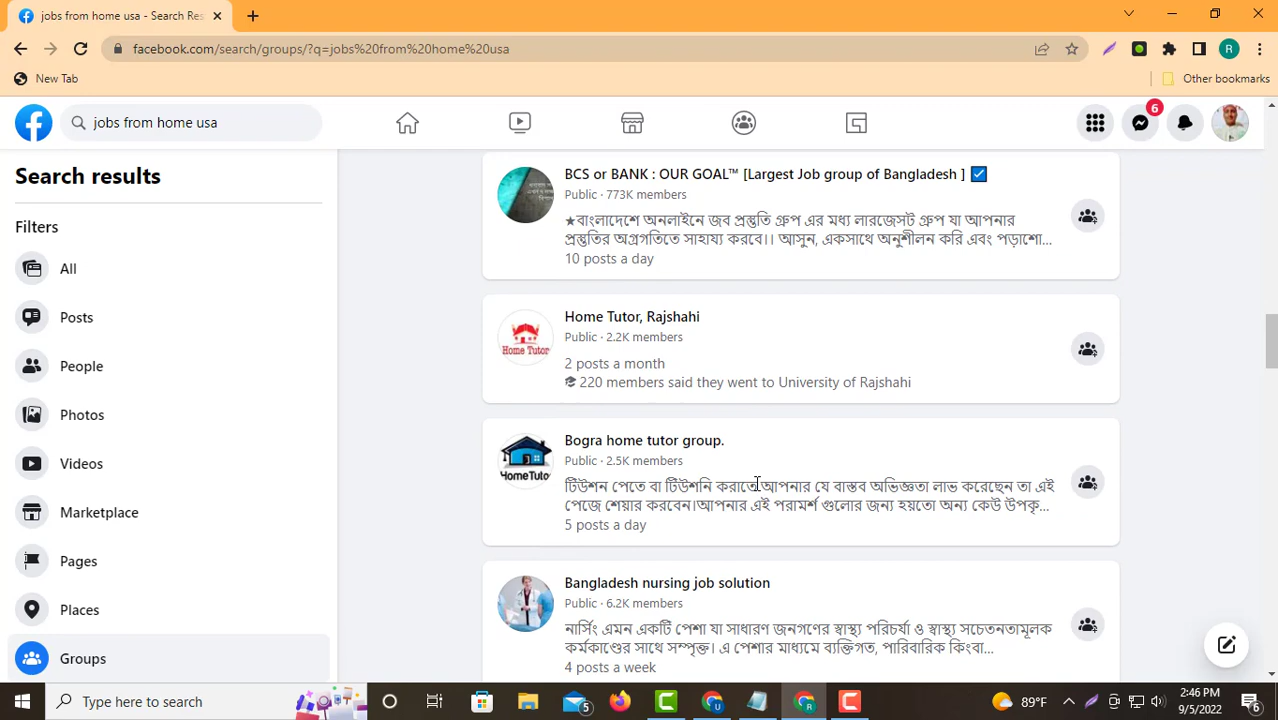 jobs from home usa - Search Res
facebook.com/search/groups/?q=jobs%20from%20home%20usa
R
New Tab
Other bookmarks
jobs from home usa
6
Search results
Filters
All
Posts
People
Photos
Videos
Marketplace
Pages
Places
Groups
BCS or BANK : OUR GOAL™ [Largest Job group of Bangladesh ]
Public · 773K members
★বাংলাদেশে অনলাইনে জব প্রস্তুতি গ্রুপ এর মধ্য লারজেসট গ্রুপ যা আপনার
প্রস্তুতির অগ্রগতিতে সাহায্য করবে।। আসুন, একসাথে অনুশীলন করি এবং পড়াশো...
10 posts a day
Home Tutor
Home Tutor, Rajshahi
Public · 2.2K members
2 posts a month
220 members said they went to University of Rajshahi
HomeTuto
Bogra home tutor group.
Public · 2.5K members
টিউশন পেতে বা টিউশনি করাতে আপনার যে বাস্তব অভিজ্ঞতা লাভ করেছেন তা এই
পেজে শেয়ার করবেন।আপনার এই পরামর্শ গুলোর জন্য হয়তো অন্য কেউ উপকৃ...
5 posts a day
Bangladesh nursing job solution
Public · 6.2K members
নার্সিং এমন একটি পেশা যা সাধারণ জনগণের স্বাস্থ্য পরিচর্যা ও স্বাস্থ্য সচেতনতামূলক
কর্মকাণ্ডের সাথে সম্পৃক্ত। এ পেশার মাধ্যমে ব্যক্তিগত, পারিবারিক কিংবা...
4 posts a week
Type here to search
5
89°F
2:46 PM
9/5/2022
6